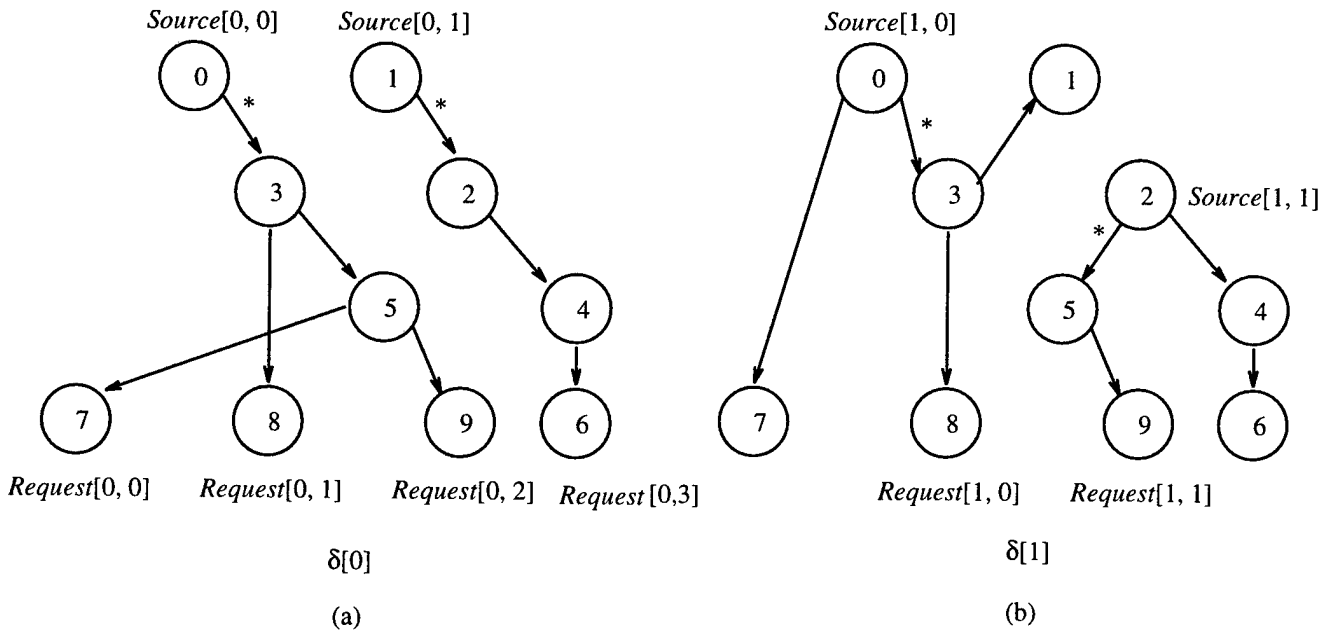 Source[0, 0] Source[0, 1] Source[1, 0]
0 1 0 1
* * *
3 2 3 2 Source[1, 1]
*
5 4 5 4
7 8 9 6 7 8 9 6
Request[0, 0] Request[0, 1] Request[0, 2] Request [0,3] Request[1, 0] Request[1, 1]
δ[0] δ[1]
(a) (b)